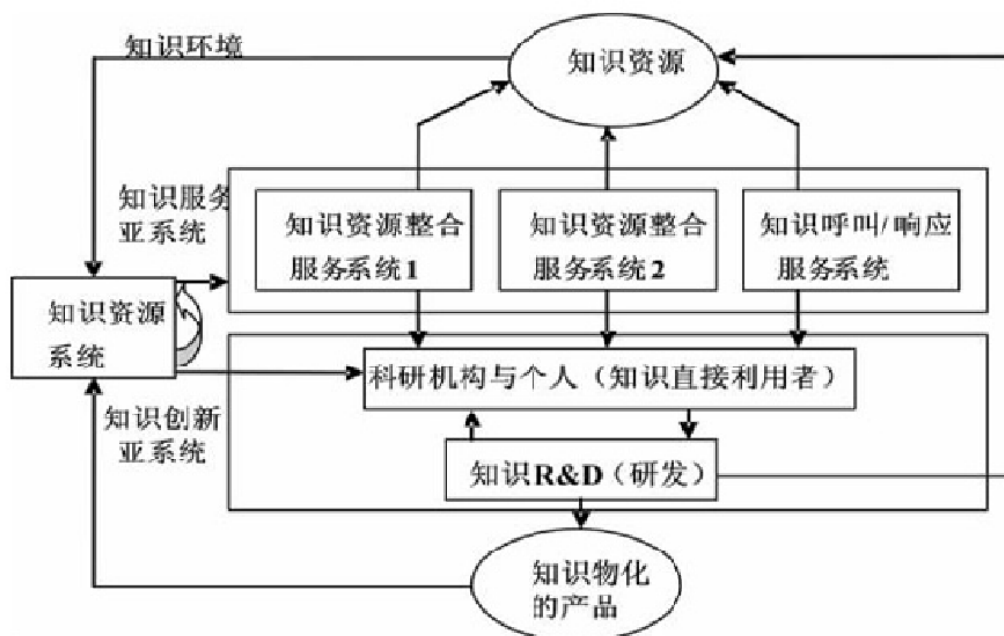 知识环境
知识资源
知识服务
亚系统
知识资源整合
服务系统1
知识资源整合
服务系统2
知识呼叫/响应
服务系统
知识资源
系统
科研机构与个人（知识直接利用者）
知识创新
亚系统
知识R&D（研发）
知识物化
的产品